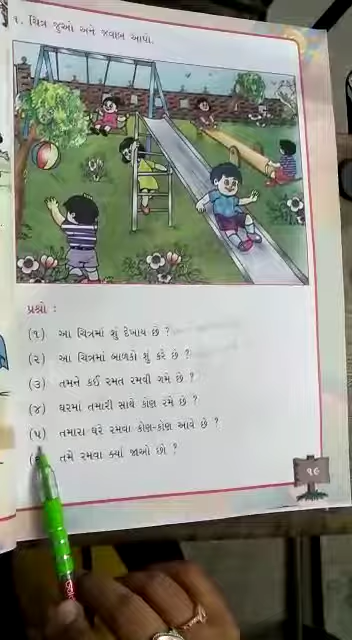 ૧. ચિત્ર જુઓ અને જવાબ આપો.
પ્રશ્નો :
(૧) આ ચિત્રમાં શું દેખાય છે ?
(૨) આ ચિત્રમાં બાળકો શું કરે છે ?
(૩) તમને કઈ રમત રમવી ગમે છે ?
(૪) ઘરમાં તમારી સાથે કોણ રમે છે ?
(૫) તમારા ઘરે રમવા કોણ-કોણ આવે છે ?
તમે રમવા ક્યાં જાઓ છો ?
૧૯